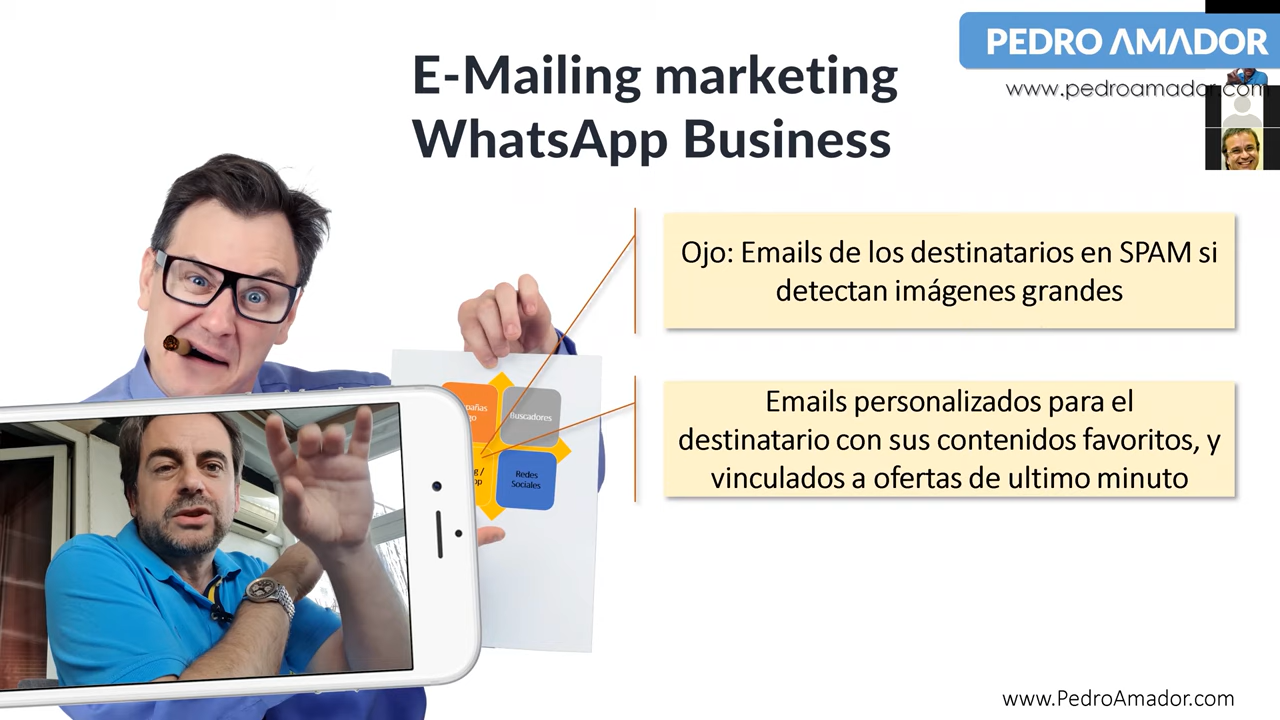 PEDRO AMADOR
www.pedroamador.com
E-Mailing marketing
WhatsApp Business
Ojo: Emails de los destinatarios en SPAM si
detectan imágenes grandes
Emails personalizados para el
destinatario con sus contenidos favoritos, y
vinculados a ofertas de ultimo minuto
Buscadores
Redes
Sociales
www.PedroAmador.com